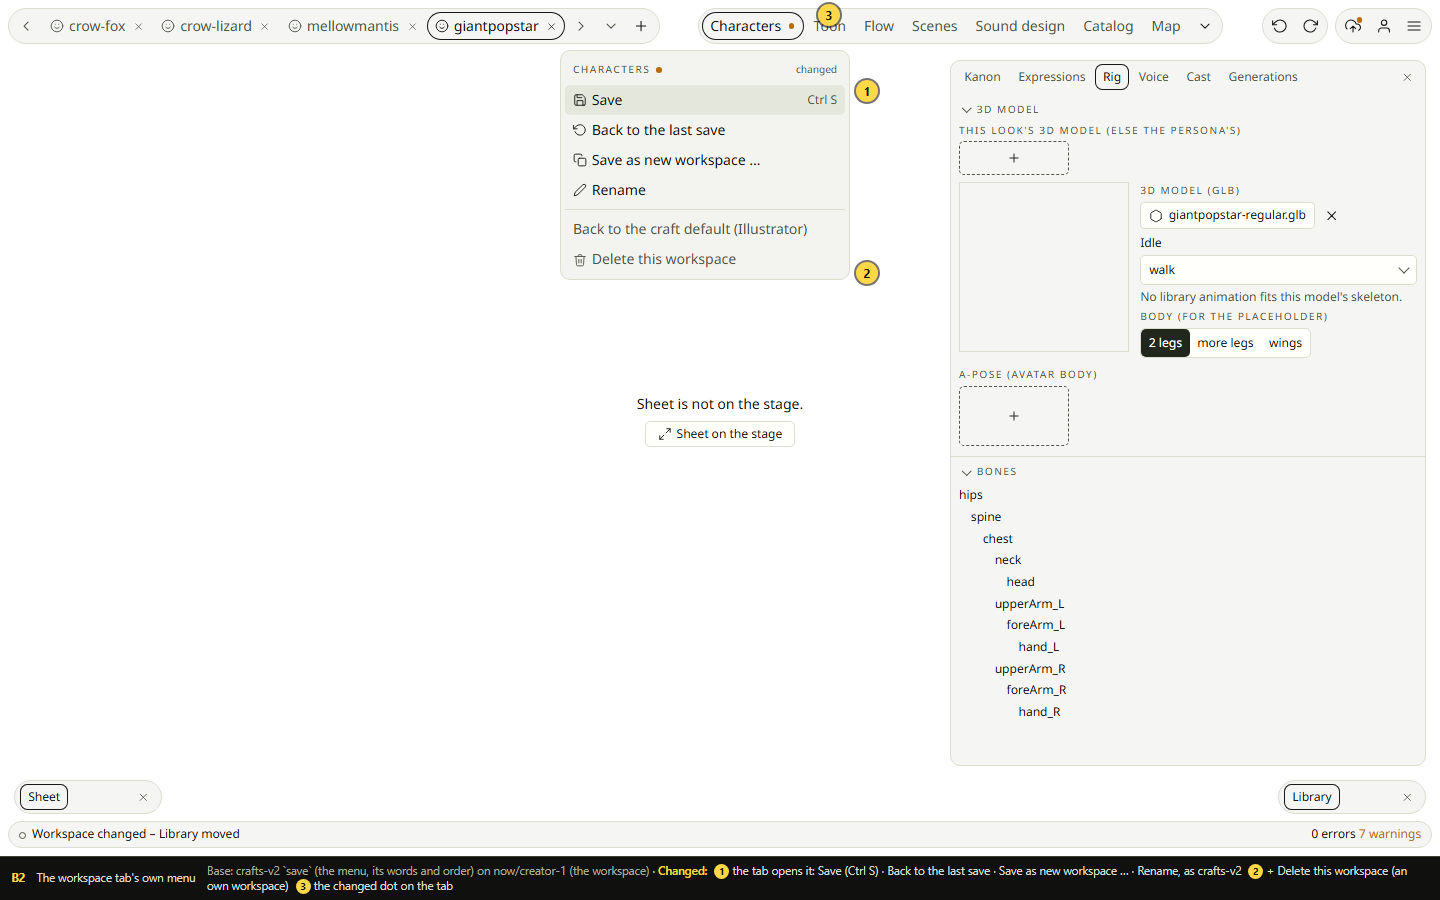 crow-fox
crow-lizard
mellowmantis
giantpopstar
Characters
3
Toon
Flow
Scenes
Sound design
Catalog
Map
CHARACTERS
changed
Save
Ctrl S
1
Back to the last save
Save as new workspace ...
Rename
Back to the craft default (Illustrator)
Delete this workspace
2
Sheet is not on the stage.
Sheet on the stage
Kanon
Expressions
Rig
Voice
Cast
Generations
3D MODEL
THIS LOOK'S 3D MODEL (ELSE THE PERSONA'S)
3D MODEL (GLB)
giantpopstar-regular.glb
Idle
walk
No library animation fits this model's skeleton.
BODY (FOR THE PLACEHOLDER)
2 legs
more legs
wings
A-POSE (AVATAR BODY)
BONES
hips
spine
chest
neck
head
upperArm_L
foreArm_L
hand_L
upperArm_R
foreArm_R
hand_R
Sheet
Library
Workspace changed – Library moved
0 errors 7 warnings
B2 The workspace tab's own menu
Base: crafts-v2 `save` (the menu, its words and order) on now/creator-1 (the workspace) · Changed: 1 the tab opens it: Save (Ctrl S) · Back to the last save · Save as new workspace ... · Rename, as crafts-v2 2 + Delete this workspace (an
own workspace) 3 the changed dot on the tab